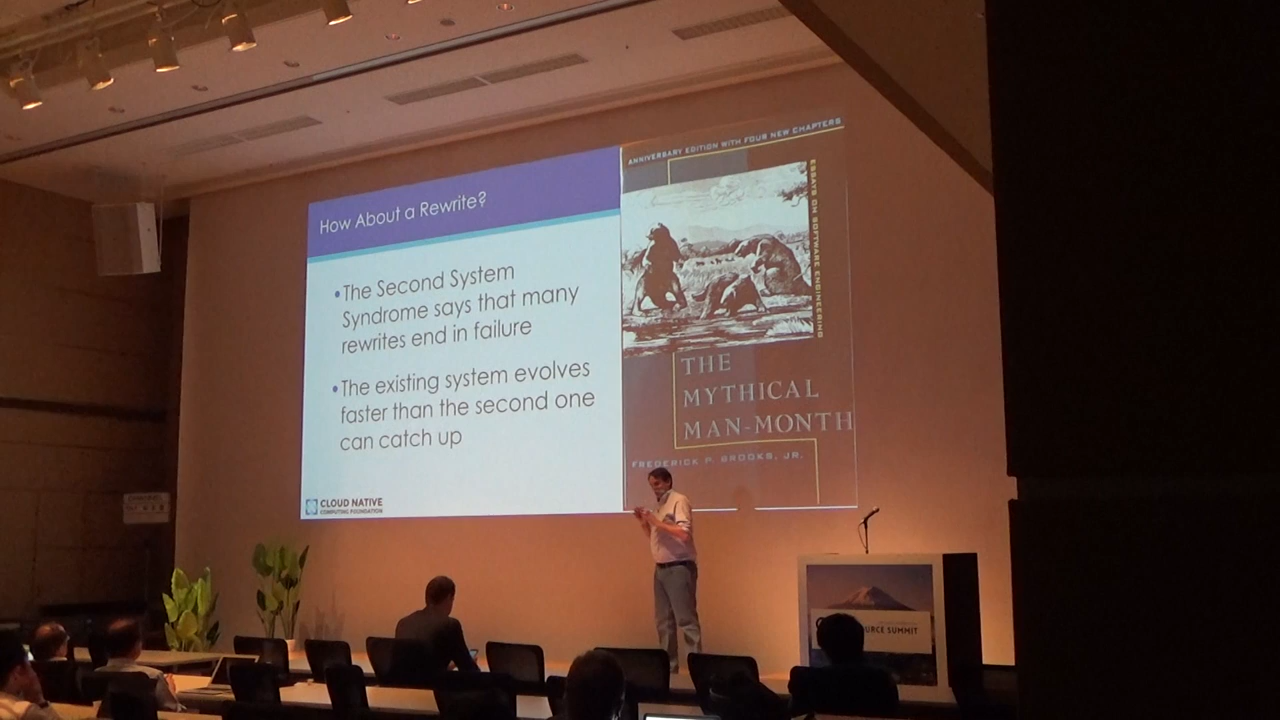 How About a Rewrite?
•The Second System
Syndrome says that many
rewrites end in failure
•The existing system evolves
faster than the second one
can catch up
CLOUD NATIVE
COMPUTING FOUNDATION
ANNIVERSARY EDITION WITH FOUR NEW CHAPTERS
ESSAYS ON SOFTWARE ENGINEERING
THE
MYTHICAL
MAN-MONTH
FREDERICK P. BROOKS, JR.
SUMMIT